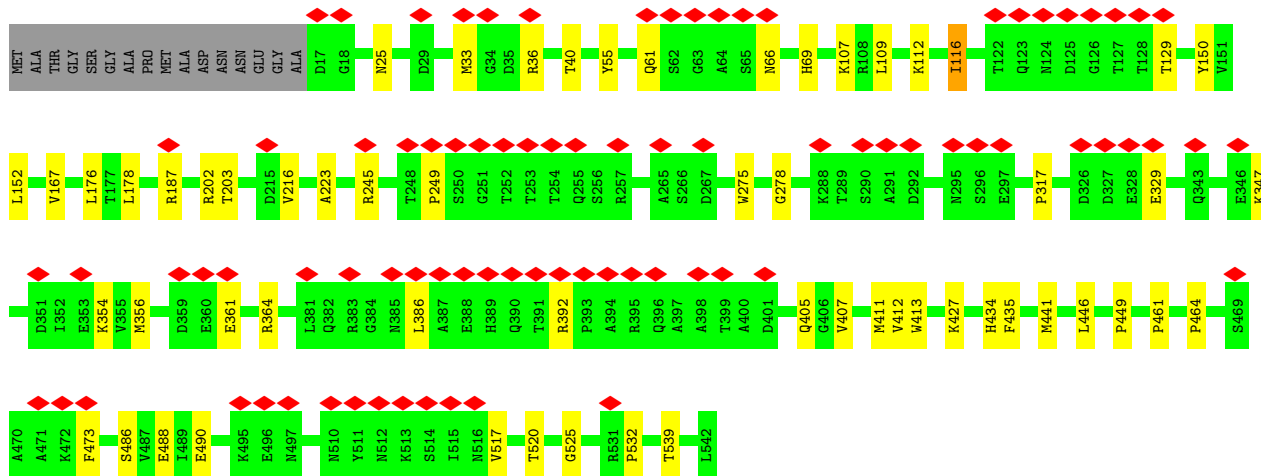 MET ALA THR GLY SER GLY ALA PRO MET ALA ASP ASN ASN GLU GLY ALA D17 G18 N25 D29 M33 G34 D35 R36 T40 Y55 Q61 S62 G63 A64 S65 N66 H69 K107 R108 L109 K112 I116 T122 Q123 N124 D125 G126 T127 T128 T129 Y150 V151
L152 V167 L176 T177 L178 R187 R202 T203 D215 V216 A223 R245 T248 P249 S250 G251 T252 T253 T254 Q255 S256 R257 A265 S266 D267 W275 G278 K288 T289 S290 A291 D292 N295 S296 E297 P317 D326 D327 E328 E329 Q343 E346 K347
D351 I352 E353 K354 V355 M356 D359 E360 E361 R364 L381 Q382 R383 G384 N385 L386 A387 E388 H389 Q390 T391 R392 P393 A394 R395 Q396 A397 A398 T399 A400 D401 Q405 G406 V407 M411 V412 W413 K427 H434 F435 M441 L446 P449 P461 P464 S469
A470 A471 K472 F473 S486 V487 E488 I489 E490 K495 E496 N497 N510 Y511 N512 K513 S514 I515 N516 V517 T520 G525 R531 P532 T539 L542